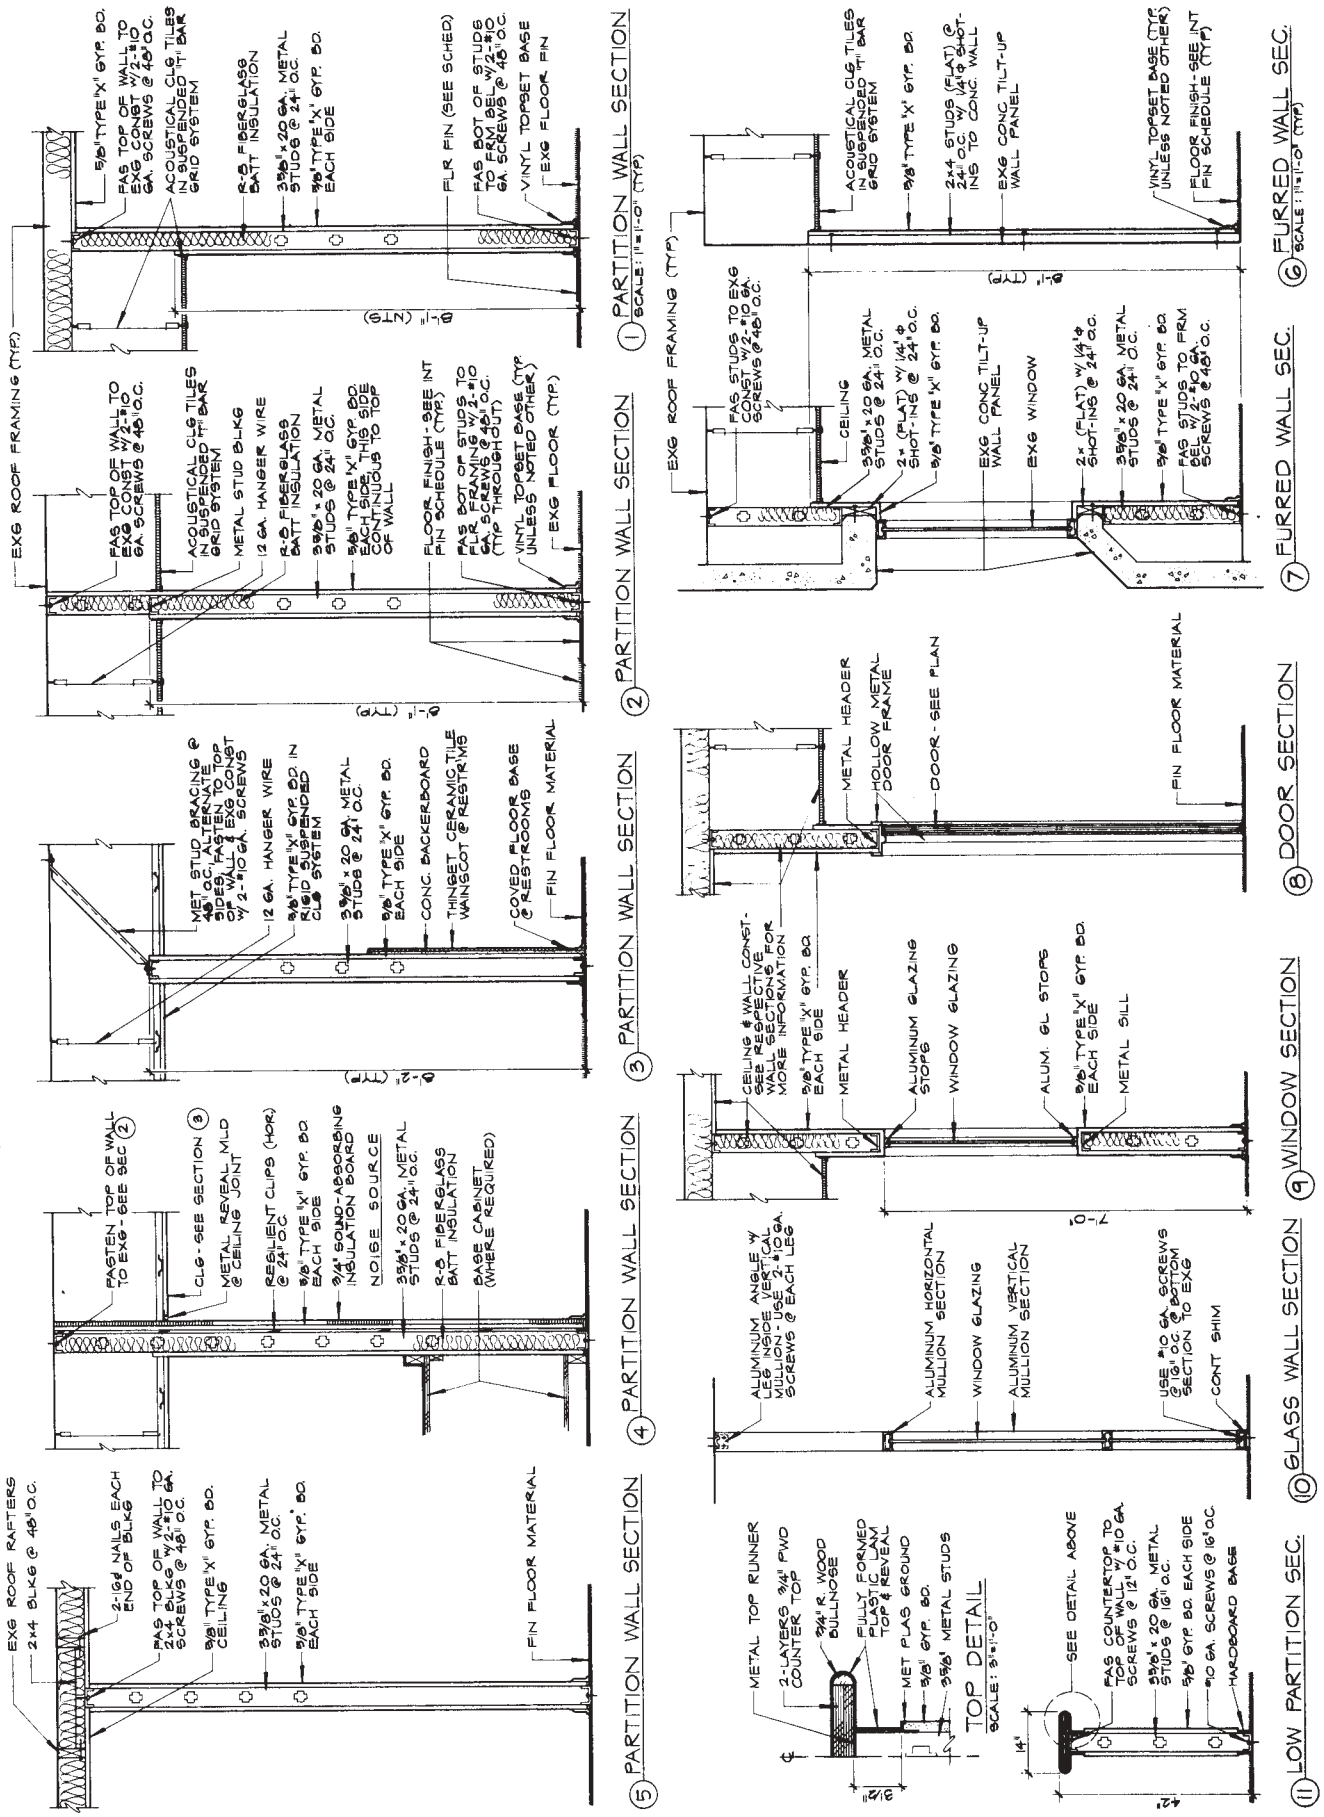 EXG ROOF RAFTERS
2x4 BLKG @ 48" O.C.
2-16d NAILS EACH
END OF BLKG
FAS TOP OF WALL TO
2x4 BLKG W/2-#10 GA.
SCREWS @ 48" O.C.
5/8" TYPE "X" GYP. BD.
CEILING
3 5/8" x 20 GA. METAL
STUDS @ 24" O.C.
5/8" TYPE "X" GYP. BD.
EACH SIDE
FIN FLOOR MATERIAL
5 PARTITION WALL SECTION
FASTEN TOP OF WALL
TO EXG - SEE SEC 2
CLG - SEE SECTION 3
METAL REVEAL MLD
@ CEILING JOINT
RESILIENT CLIPS (HOR.)
@ 24" O.C.
5/8" TYPE "X" GYP. BD.
EACH SIDE
3/4" SOUND-ABSORBING
INSULATION BOARD
NOISE SOURCE
3 5/8" x 20 GA. METAL
STUDS @ 24" O.C.
R-8 FIBERGLASS
BATT INSULATION
BASE CABINET
(WHERE REQUIRED)
4 PARTITION WALL SECTION
MET STUD BRACING @
48" O.C., ALTERNATE
SIDES, FASTEN TO TOP
OF WALL & EXG CONST
W/ 2-#10 GA. SCREWS
12 GA. HANGER WIRE
5/8" TYPE "X" GYP. BD. IN
RIGID SUSPENDED
CLG SYSTEM
3 5/8" x 20 GA. METAL
STUDS @ 24" O.C.
5/8" TYPE "X" GYP. BD.
EACH SIDE
CONC. BACKERBOARD
THINSET CERAMIC TILE
WAINSCOT @ RESTR'MS
COVED FLOOR BASE
@ RESTROOMS
FIN FLOOR MATERIAL
8'-2" (TYP)
3 PARTITION WALL SECTION
EXG ROOF FRAMING (TYP.)
FAS TOP OF WALL TO
EXG CONST W/ 2-#10
GA. SCREWS @ 48" O.C.
ACOUSTICAL CLG TILES
IN SUSPENDED "T" BAR
GRID SYSTEM
METAL STUD BLKG
12 GA. HANGER WIRE
R-8 FIBERGLASS
BATT INSULATION
3 5/8" x 20 GA. METAL
STUDS @ 24" O.C.
5/8" TYPE "X" GYP. BD.
EACH SIDE, THIS SIDE
CONTINUOUS TO TOP
OF WALL
FLOOR FINISH-SEE INT
FIN SCHEDULE (TYP.)
FAS BOT OF STUDS TO
FLR FRAMING W/ 2-#10
GA. SCREWS @ 48" O.C.
(TYP THROUGHOUT)
VINYL TOPSET BASE (TYP.
UNLESS NOTED OTHER.)
EXG FLOOR (TYP.)
8'-1" (TYP)
2 PARTITION WALL SECTION
5/8" TYPE "X" GYP. BD.
FAS TOP OF WALL TO
EXG CONST W/ 2-#10
GA. SCREWS @ 48" O.C.
ACOUSTICAL CLG TILES
IN SUSPENDED "T" BAR
GRID SYSTEM
R-8 FIBERGLASS
BATT INSULATION
3 5/8" x 20 GA. METAL
STUDS @ 24" O.C.
5/8" TYPE "X" GYP. BD.
EACH SIDE
FLR FIN (SEE SCHED)
FAS BOT OF STUDS
TO FRM BEL W/ 2-#10
GA. SCREWS @ 48" O.C.
VINYL TOPSET BASE
EXG FLOOR FIN
8'-1" (NTS)
1 PARTITION WALL SECTION
SCALE: 1"=1'-0" (TYP)
METAL TOP RUNNER
2-LAYERS 3/4" PWD
COUNTER TOP
3/4" R. WOOD
BULLNOSE
FULLY FORMED
PLASTIC LAM
TOP & REVEAL
MET PLAS GROUND
5/8" GYP. BD.
3 5/8" METAL STUDS
3 1/2"
TOP DETAIL
SCALE: 3"=1'-0"
14"
SEE DETAIL ABOVE
FAS COUNTERTOP TO
TOP OF WALL W/ #10 GA.
SCREWS @ 12" O.C.
3 5/8" x 20 GA. METAL
STUDS @ 16" O.C.
5/8" GYP. BD. EACH SIDE
#10 GA. SCREWS @ 16" O.C.
HARDBOARD BASE
42"
11 LOW PARTITION SEC.
ALUMINUM ANGLE W/
LEG INSIDE VERTICAL
MULLION - USE 2-#10 GA.
SCREWS @ EACH LEG
ALUMINUM HORIZONTAL
MULLION SECTION
WINDOW GLAZING
ALUMINUM VERTICAL
MULLION SECTION
USE #10 GA. SCREWS
@ 16" O.C. @ BOTTOM
SECTION TO EXG
CONT SHIM
10 GLASS WALL SECTION
CEILING & WALL CONST-
SEE RESPECTIVE
WALL SECTIONS FOR
MORE INFORMATION
5/8" TYPE "X" GYP. BD.
EACH SIDE
METAL HEADER
ALUMINUM GLAZING
STOPS
WINDOW GLAZING
ALUM. GL STOPS
5/8" TYPE "X" GYP. BD.
EACH SIDE
METAL SILL
7'-0"
9 WINDOW SECTION
METAL HEADER
HOLLOW METAL
DOOR FRAME
DOOR - SEE PLAN
FIN FLOOR MATERIAL
8 DOOR SECTION
EXG ROOF FRAMING (TYP)
FAS STUDS TO EXG
CONST W/2-#10 GA.
SCREWS @ 48" O.C.
CEILING
3 5/8" x 20 GA. METAL
STUDS @ 24" O.C.
2x (FLAT) W/ 1/4" φ
SHOT-INS @ 24" O.C.
5/8" TYPE "X" GYP. BD.
EXG CONC TILT-UP
WALL PANEL
EXG WINDOW
2x (FLAT) W/ 1/4" φ
SHOT-INS @ 24" O.C.
3 5/8" x 20 GA. METAL
STUDS @ 24" O.C.
5/8" TYPE "X" GYP. BD.
FAS STUDS TO FRM
BEL W/2-#10 GA.
SCREWS @ 48" O.C.
7 FURRED WALL SEC.
ACOUSTICAL CLG TILES
IN SUSPENDED "T" BAR
GRID SYSTEM
5/8" TYPE "X" GYP. BD.
2x4 STUDS (FLAT) @
24" O.C. W/ 1/4" φ SHOT-
INS TO CONC. WALL
EXG CONC TILT-UP
WALL PANEL
VINYL TOPSET BASE (TYP.
UNLESS NOTED OTHER)
FLOOR FINISH-SEE INT
FIN SCHEDULE (TYP)
8'-1" (TYP)
6 FURRED WALL SEC.
SCALE: 1"=1'-0" (TYP)